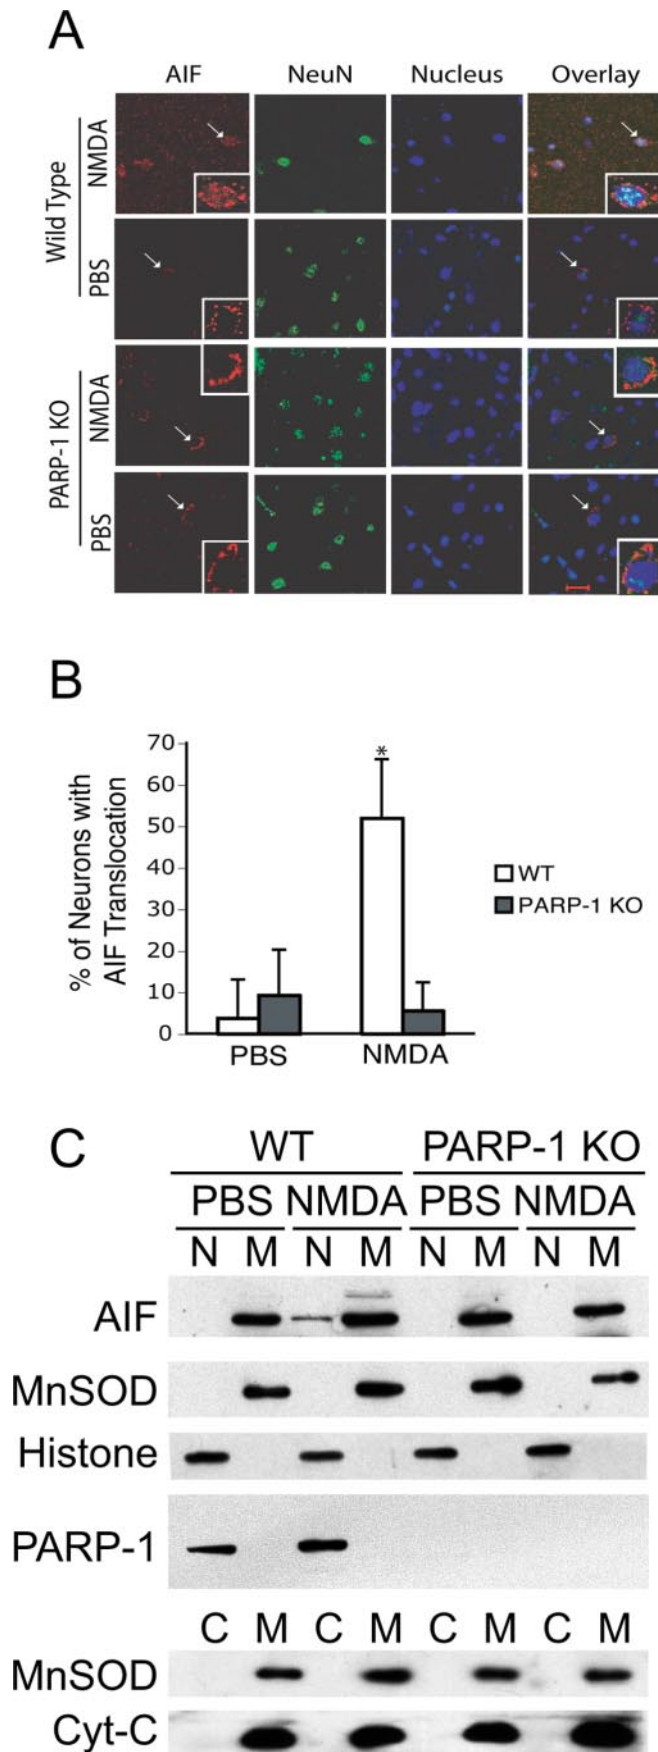 A
AIF NeuN Nucleus Overlay
Wild Type
NMDA
PBS
PARP-1 KO
NMDA
PBS
B
% of Neurons with
AIF Translocation
70
60
50
40
30
20
10
0
*
WT
PARP-1 KO
PBS NMDA
C
WT PARP-1 KO
PBS NMDA PBS NMDA
N M N M N M N M
AIF
MnSOD
Histone
PARP-1
C M C M C M C M
MnSOD
Cyt-C